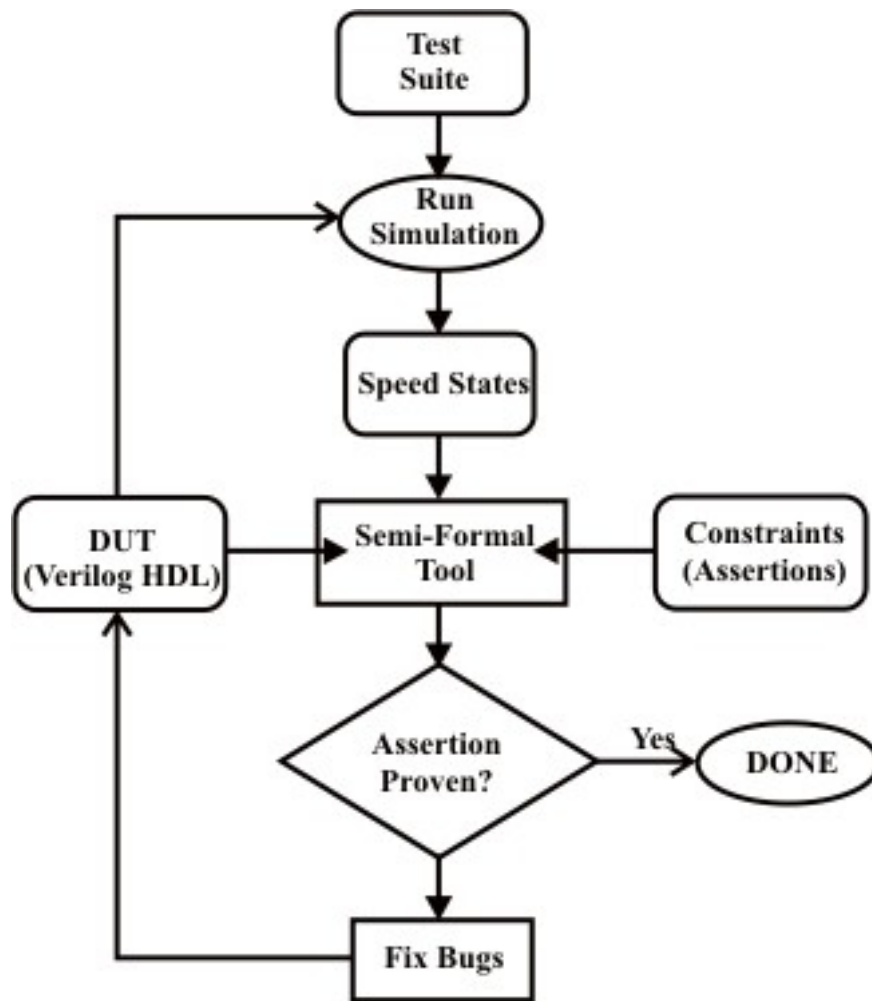 Test
Suite
Run
Simulation
Speed States
DUT
(Verilog HDL)
Semi-Formal
Tool
Constraints
(Assertions)
Assertion
Proven?
Yes
DONE
Fix Bugs